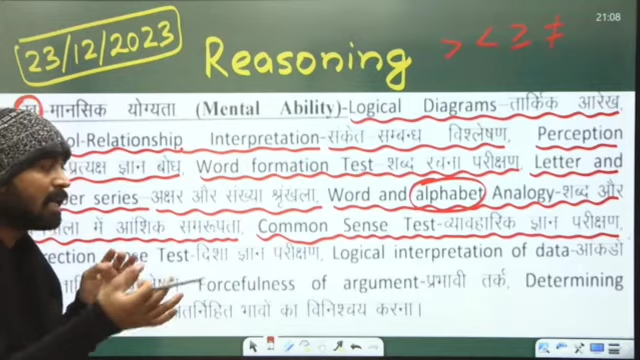 21:08
23/12/2023 Reasoning > < ≥ ≠
ख-मानसिक योग्यता (Mental Ability)-Logical Diagrams-तार्किक आरेख,
ol-Relationship Interpretation-संकेत-सम्बन्ध विश्लेषण, Perception
प्रत्यक्ष ज्ञान बोध, Word formation Test-शब्द रचना परीक्षण, Letter and
er series-अक्षर और संख्या श्रृंखला, Word and alphabet Analogy-शब्द और
ला में आंशिक समरूपता, Common Sense Test-व्यावहारिक ज्ञान परीक्षण,
ection Test-दिशा ज्ञान परीक्षण, Logical interpretation of data-आंकडो
Forcefulness of argument-प्रभावी तर्क, Determining
भावों का विनिश्चय करना।